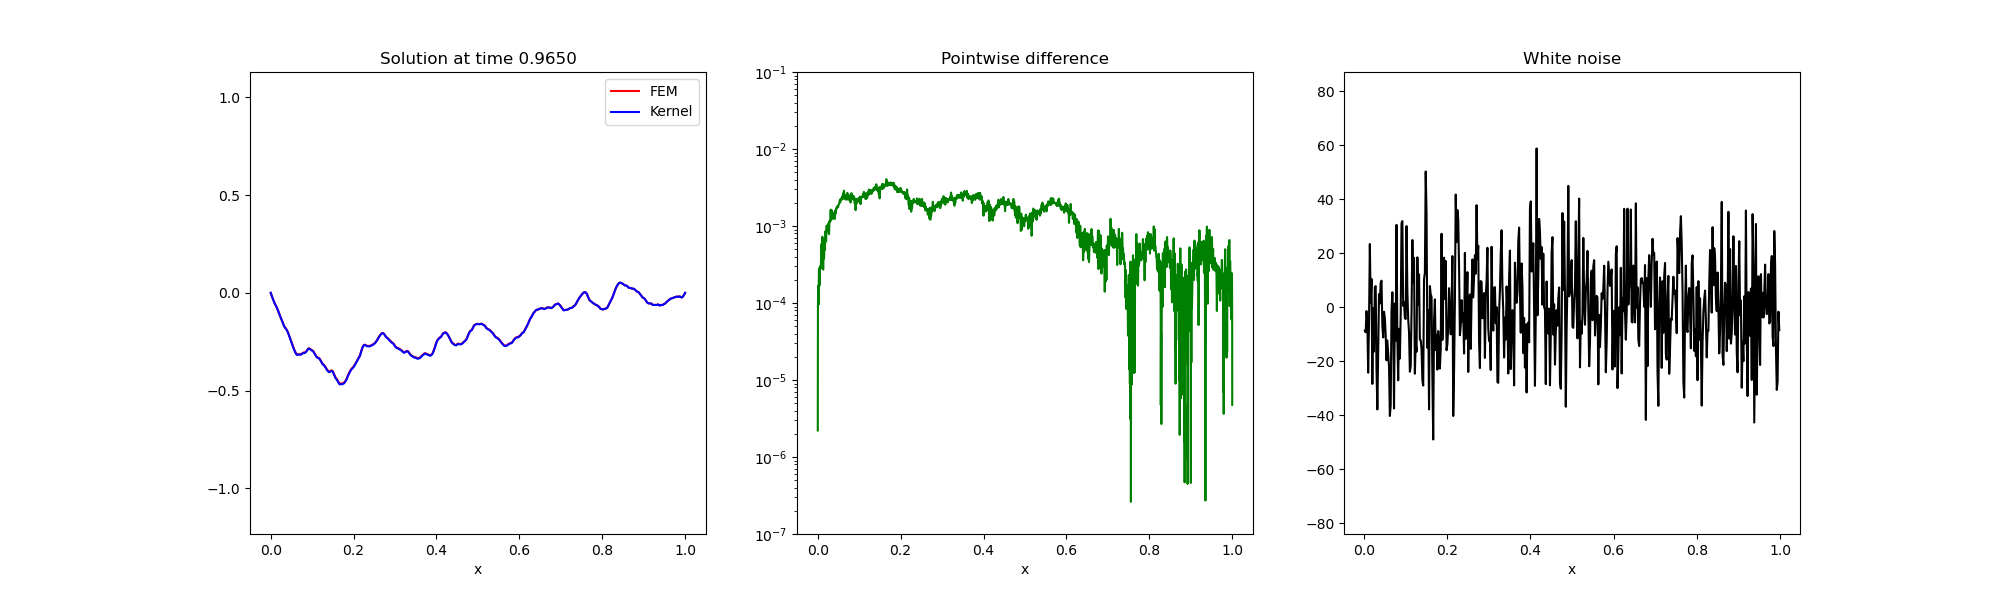 Solution at time 0.9650
1.0
0.5
0.0
−0.5
−1.0
0.0 0.2 0.4 0.6 0.8 1.0
x
FEM
Kernel
Pointwise difference
10⁻¹
10⁻²
10⁻³
10⁻⁴
10⁻⁵
10⁻⁶
10⁻⁷
0.0 0.2 0.4 0.6 0.8 1.0
x
White noise
80
60
40
20
0
−20
−40
−60
−80
0.0 0.2 0.4 0.6 0.8 1.0
x